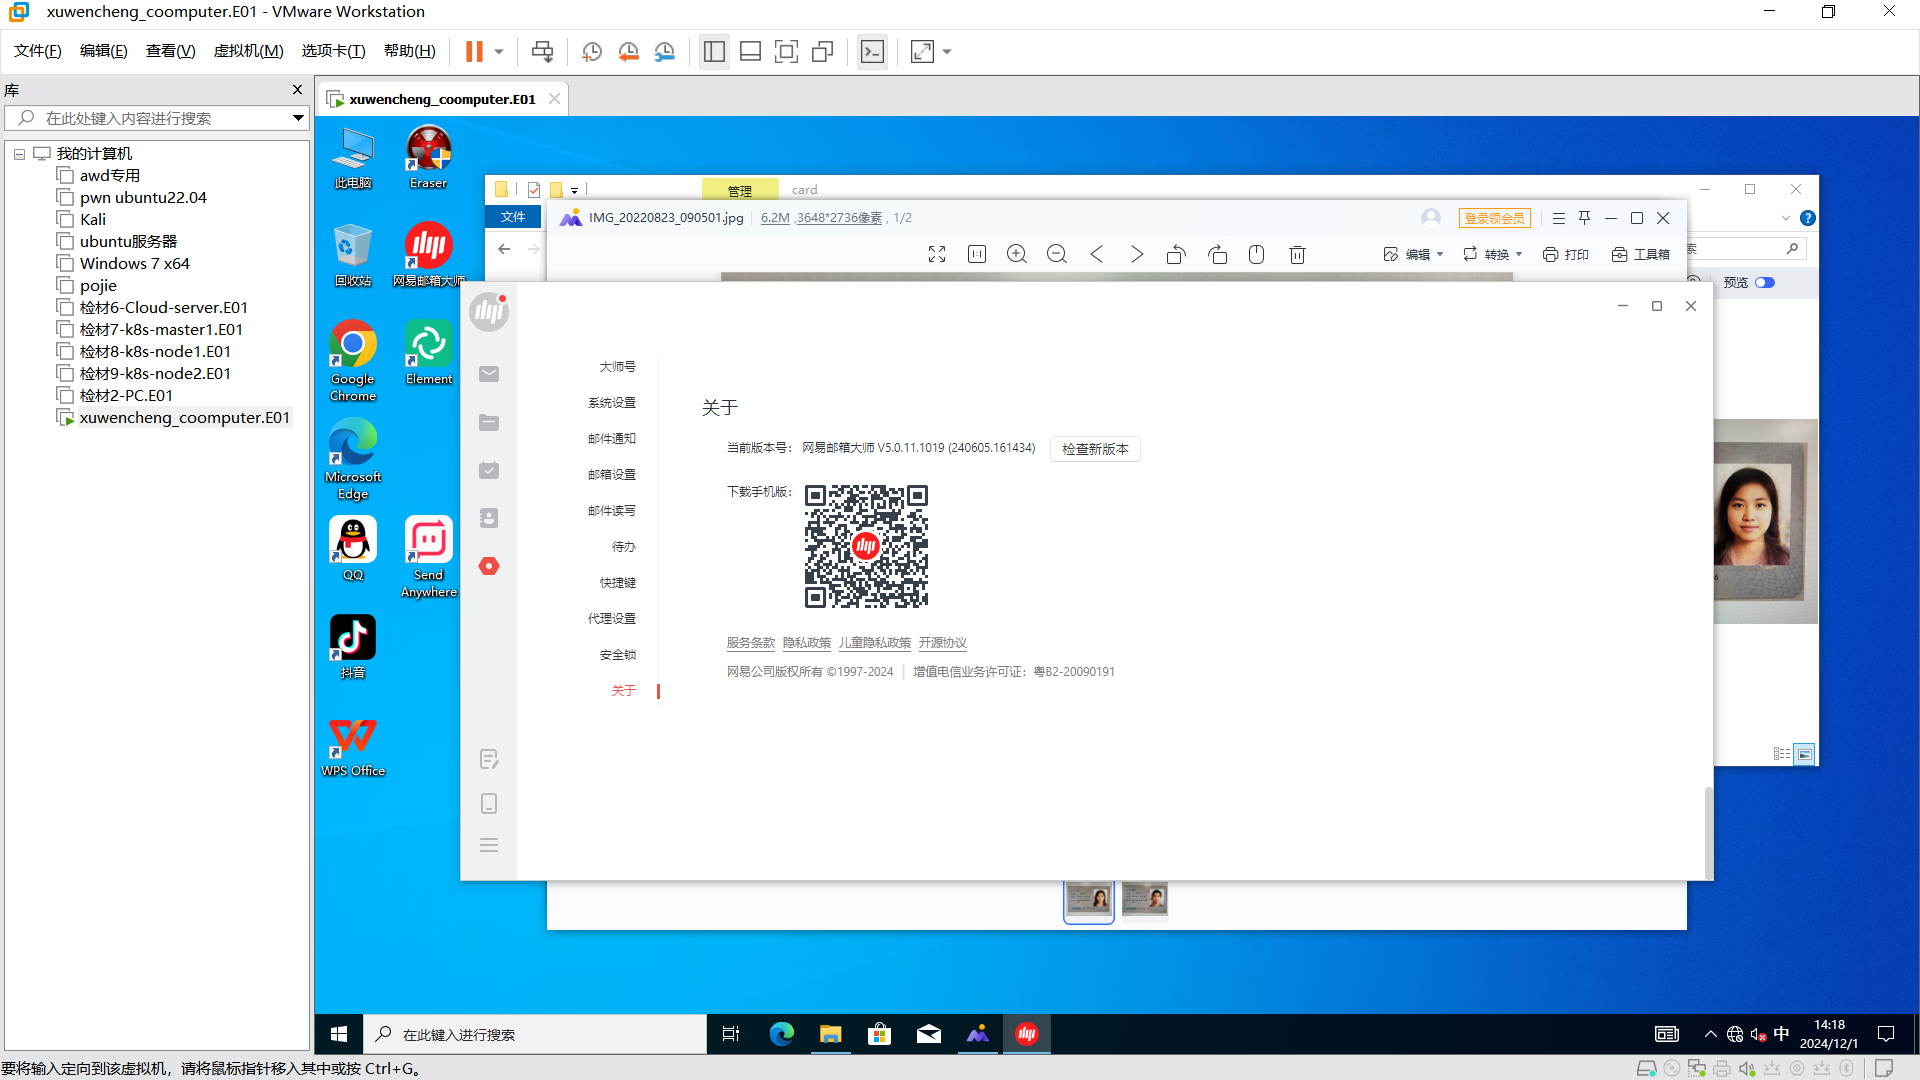 xuwencheng_coomputer.E01 - VMware Workstation
文件(F) 编辑(E) 查看(V) 虚拟机(M) 选项卡(T) 帮助(H)
库
在此处键入内容进行搜索
我的计算机
awd专用
pwn ubuntu22.04
Kali
ubuntu服务器
Windows 7 x64
pojie
检材6-Cloud-server.E01
检材7-k8s-master1.E01
检材8-k8s-node1.E01
检材9-k8s-node2.E01
检材2-PC.E01
xuwencheng_coomputer.E01
xuwencheng_coomputer.E01
此电脑
Eraser
回收站
网易邮箱大师
Google Chrome
Element
Microsoft Edge
QQ
Send Anywhere
抖音
WPS Office
管理
card
文件
IMG_20220823_090501.jpg
6.2M ,3648*2736像素 , 1/2
登录领会员
1:1
编辑
转换
打印
工具箱
索
预览
大师号
系统设置
邮件通知
邮箱设置
邮件读写
待办
快捷键
代理设置
安全锁
关于
关于
当前版本号： 网易邮箱大师 V5.0.11.1019 (240605.161434) 检查新版本
下载手机版：
服务条款 隐私政策 儿童隐私政策 开源协议
网易公司版权所有 ©1997-2024 | 增值电信业务许可证：粤B2-20090191
在此键入进行搜索
中
14:18
2024/12/1
要将输入定向到该虚拟机，请将鼠标指针移入其中或按 Ctrl+G。